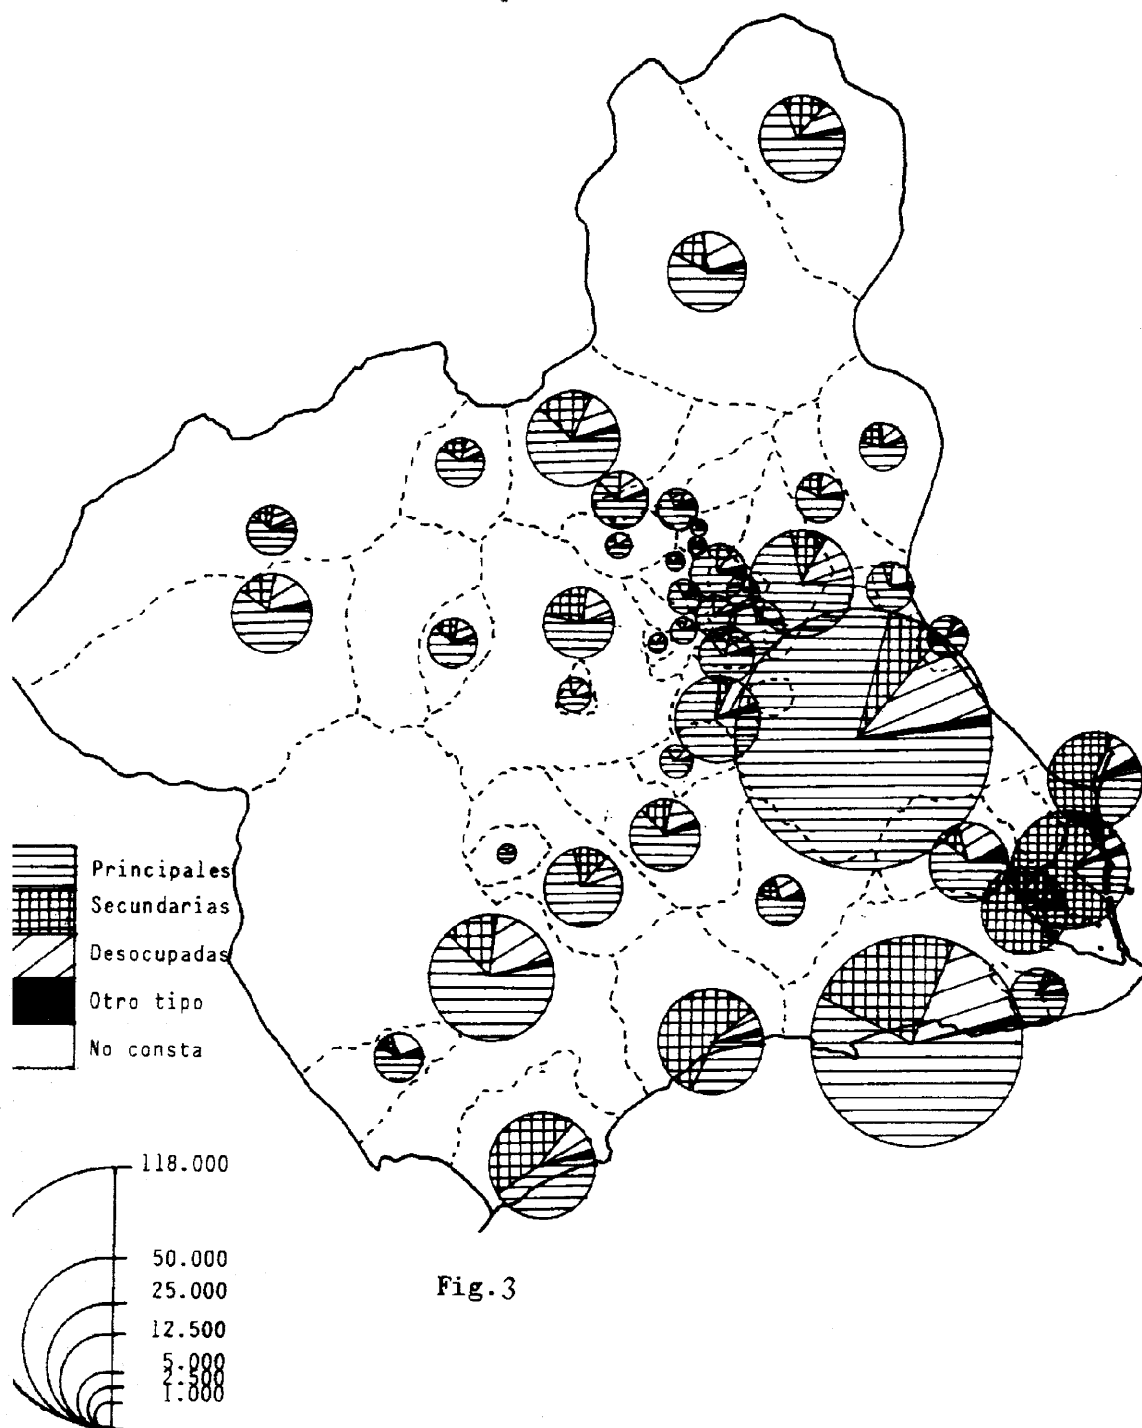 Principales
Secundarias
Desocupadas
Otro tipo
No consta
118.000
50.000
25.000
12.500
5.000
2.500
1.000
Fig.3